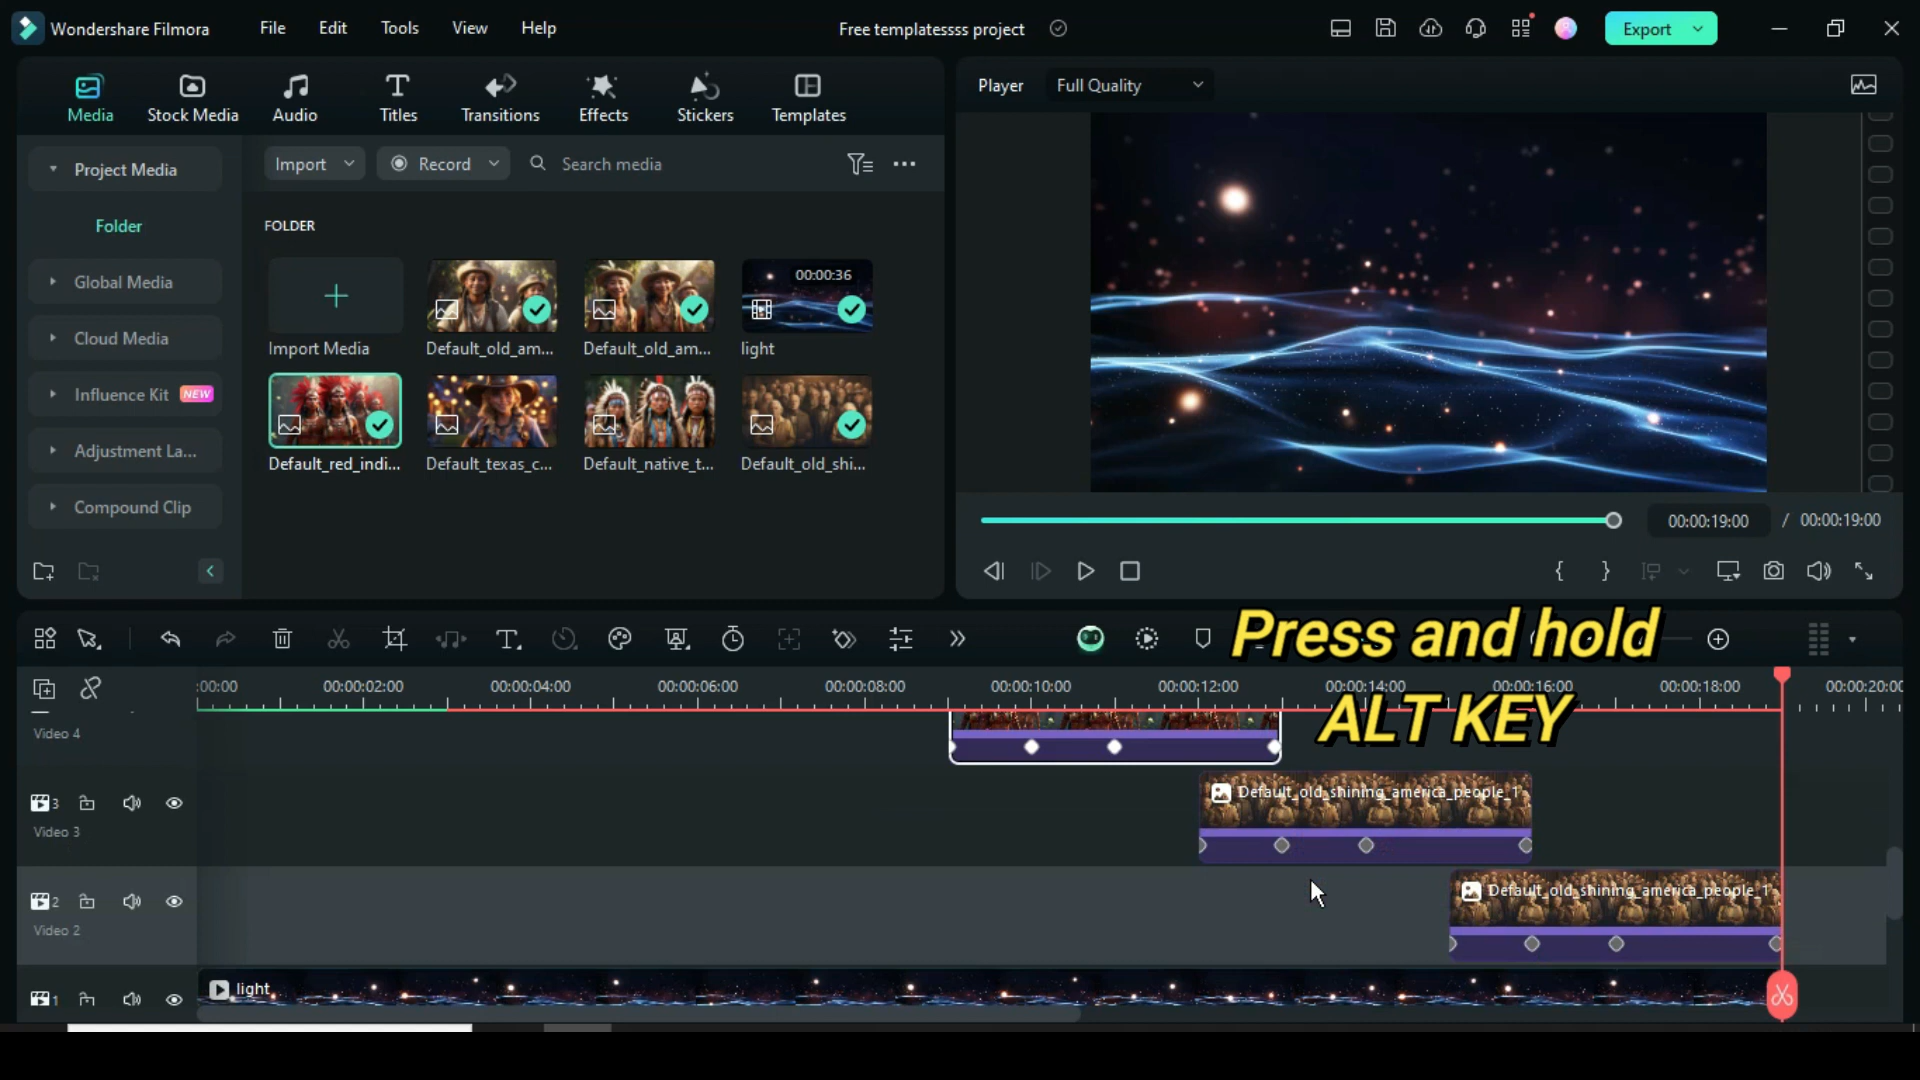 Wondershare Filmora
File
Edit
Tools
View
Help
Free templatessss project
Export
Media
Stock Media
Audio
Titles
Transitions
Effects
Stickers
Templates
Player
Full Quality
Project Media
Import
Record
Search media
Folder
FOLDER
Global Media
Cloud Media
Influence Kit
NEW
Adjustment La...
Compound Clip
00:00:36
Import Media
Default_old_am...
Default_old_am...
light
Default_red_indi...
Default_texas_c...
Default_native_t...
Default_old_shi...
00:00:19:00
/ 00:00:19:00
Press and hold
ALT KEY
:00:00
00:00:02:00
00:00:04:00
00:00:06:00
00:00:08:00
00:00:10:00
00:00:12:00
00:00:14:00
00:00:16:00
00:00:18:00
00:00:20:00
Video 4
3
Video 3
Default_old_shining_america_people_1
2
Video 2
Default_old_shining_america_people_1
1
light